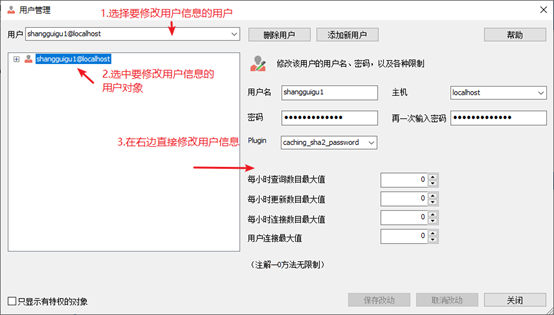 用户管理
1.选择要修改用户信息的用户
用户 shangguigu1@localhost
删除用户 添加新用户 帮助
shangguigu1@localhost
2.选中要修改用户信息的
用户对象
修改该用户的用户名、密码，以及各种限制
用户名 shangguigu1 主机 localhost
密码 ●●●●●●●●●●●●● 再一次输入密码 ●●●●●●●●●●●●●
Plugin caching_sha2_password
3.在右边直接修改用户信息
每小时查询数目最大值 0
每小时更新数目最大值 0
每小时连接数目最大值 0
用户连接最大值 0
（注解—0方法无限制）
只显示有特权的对象
保存改动 取消改动 关闭